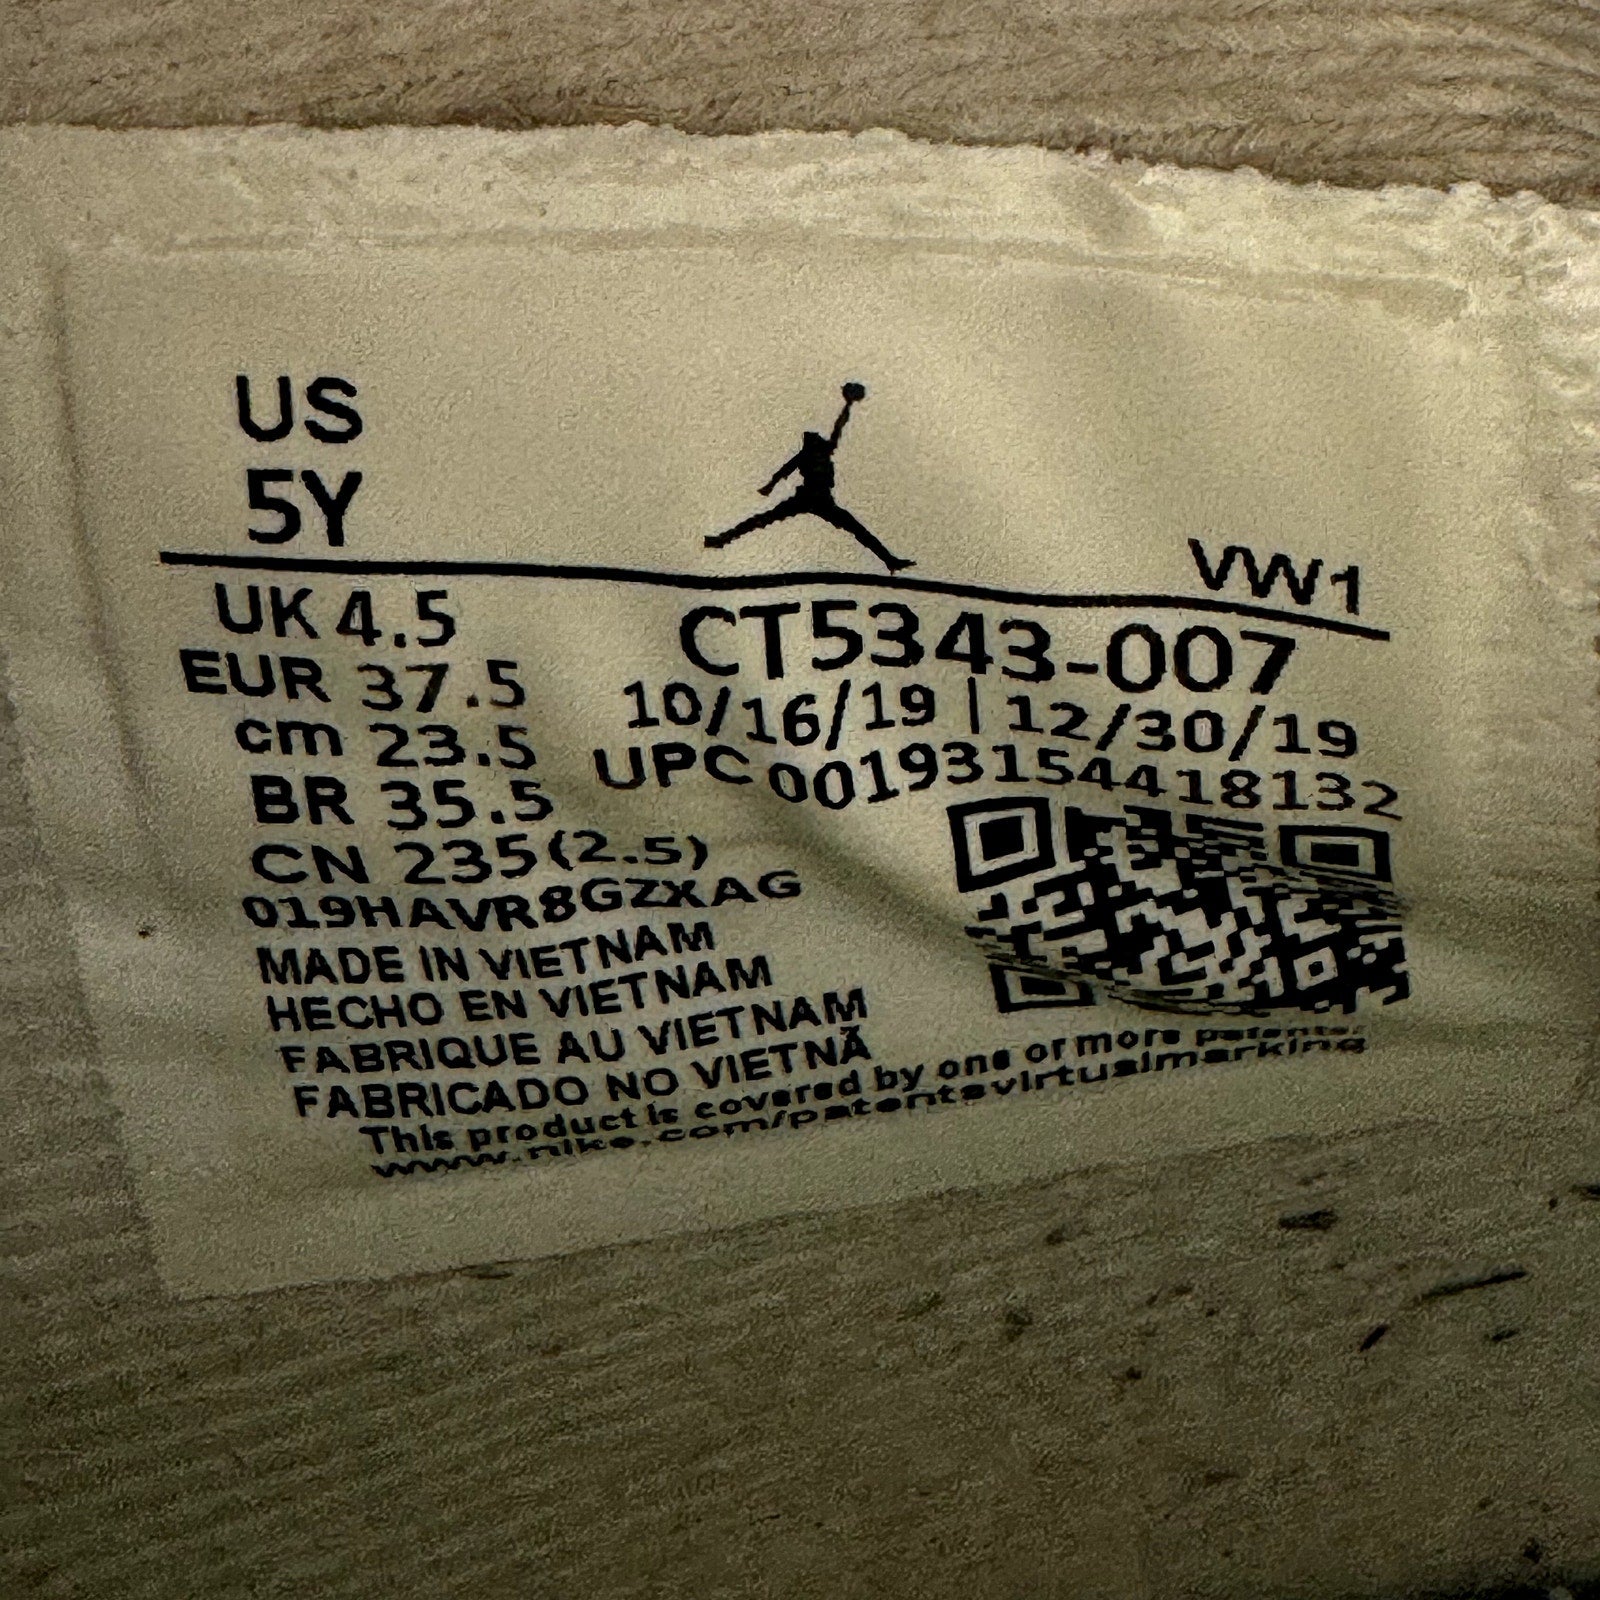 US
5Y
VW1
UK 4.5
EUR 37.5
cm 23.5
BR 35.5
CN 235(2.5)
CT5343-007
10/16/19 | 12/30/19
UPC 00193154418132
019HAVR8GZXAG
MADE IN VIETNAM
HECHO EN VIETNAM
FABRIQUE AU VIETNAM
FABRICADO NO VIETNÃ
This product is covered by one or more patents.
www.nike.com/patentsvirtualmarking